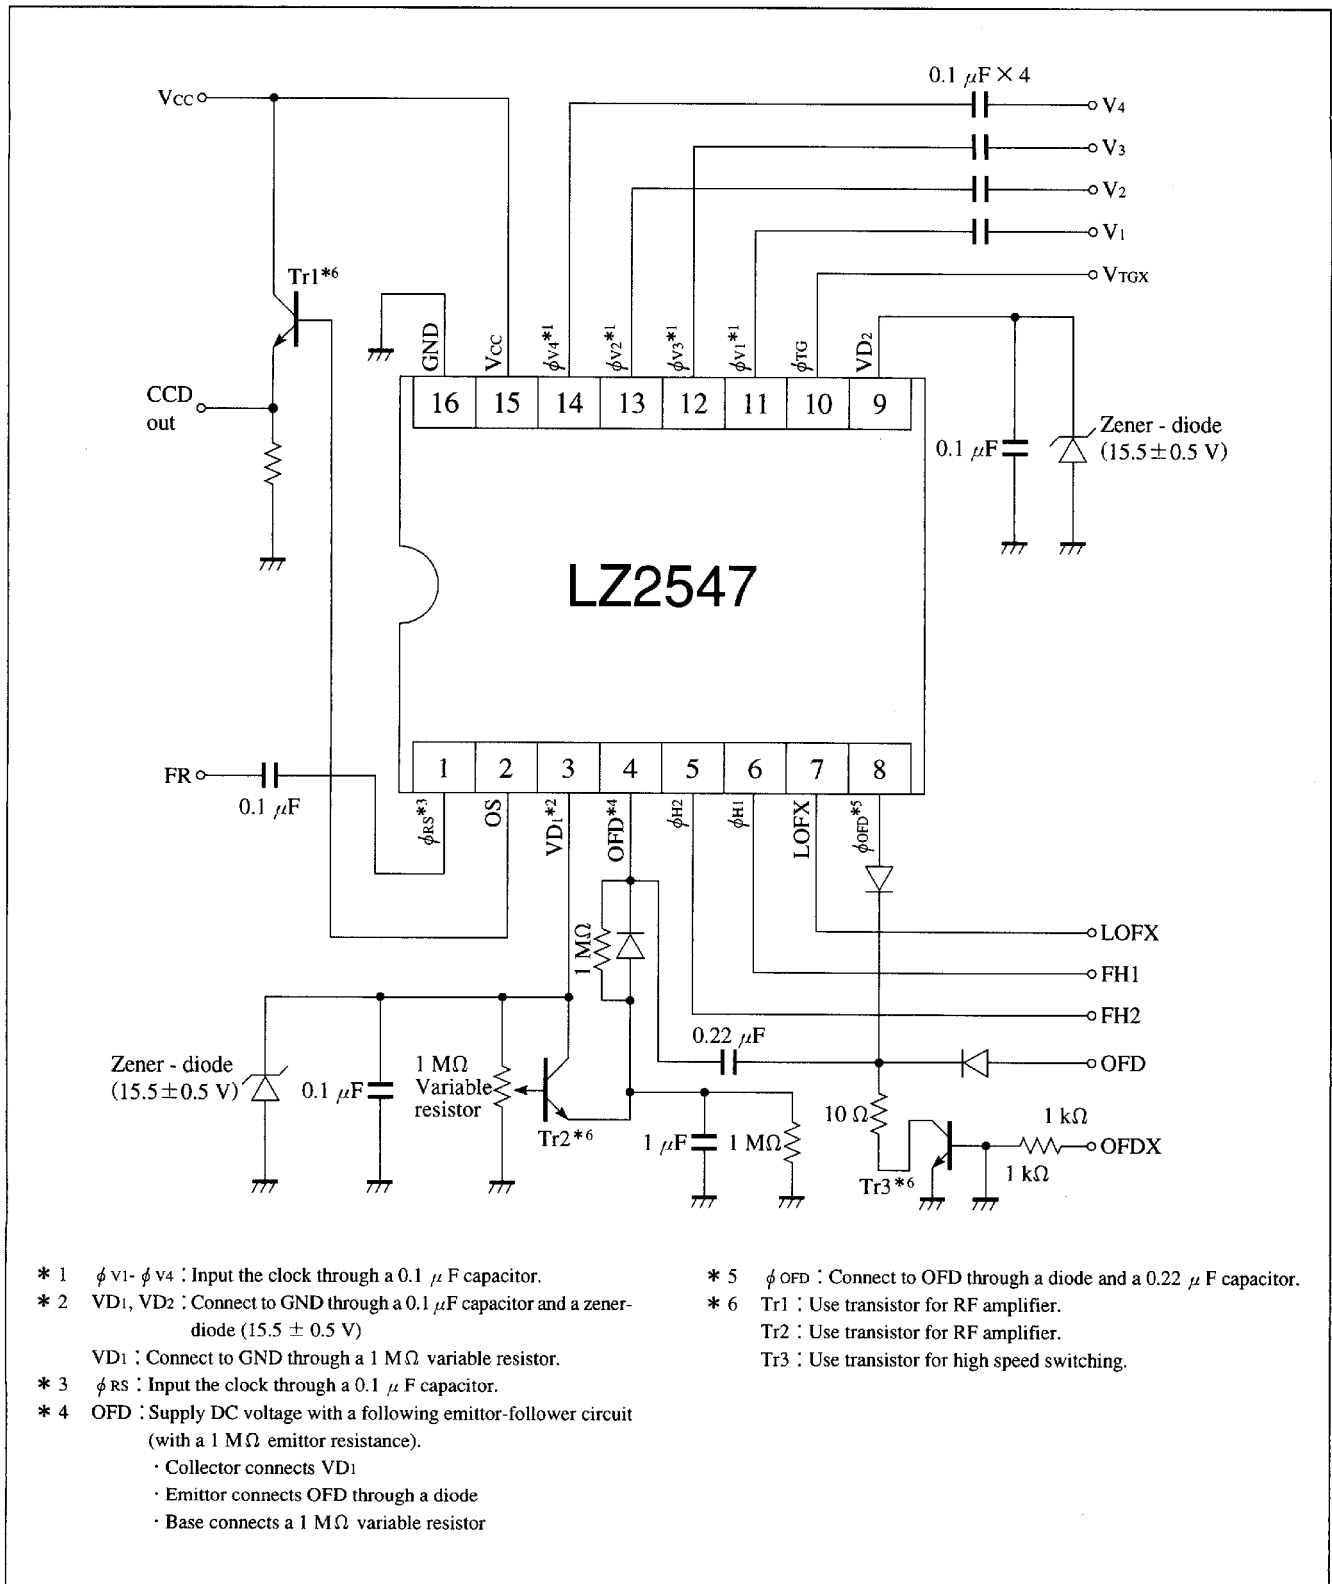 0.1 μF × 4
Vcc
V4
V3
V2
V1
VTGX
Tr1*6
GND
Vcc
φV4*1
φV2*1
φV3*1
φV1*1
φTG
VD2
16 15 14 13 12 11 10 9
CCD
out
0.1 μF
Zener - diode
(15.5±0.5 V)
LZ2547
FR
0.1 μF
1 2 3 4 5 6 7 8
φRS*3
OS
VD1*2
OFD*4
φH2
φH1
LOFX
φOFD*5
1 MΩ
LOFX
FH1
FH2
0.22 μF
OFD
Zener - diode
(15.5±0.5 V)
0.1 μF
1 MΩ
Variable
resistor
Tr2*6
1 μF
1 MΩ
10 Ω
Tr3*6
1 kΩ
OFDX
1 kΩ
* 1 φV1- φV4 : Input the clock through a 0.1 μ F capacitor.
* 2 VD1, VD2 : Connect to GND through a 0.1 μF capacitor and a zener-
diode (15.5 ± 0.5 V)
VD1 : Connect to GND through a 1 MΩ variable resistor.
* 3 φRS : Input the clock through a 0.1 μ F capacitor.
* 4 OFD : Supply DC voltage with a following emittor-follower circuit
(with a 1 MΩ emittor resistance).
· Collector connects VD1
· Emittor connects OFD through a diode
· Base connects a 1 MΩ variable resistor
* 5 φOFD : Connect to OFD through a diode and a 0.22 μ F capacitor.
* 6 Tr1 : Use transistor for RF amplifier.
Tr2 : Use transistor for RF amplifier.
Tr3 : Use transistor for high speed switching.